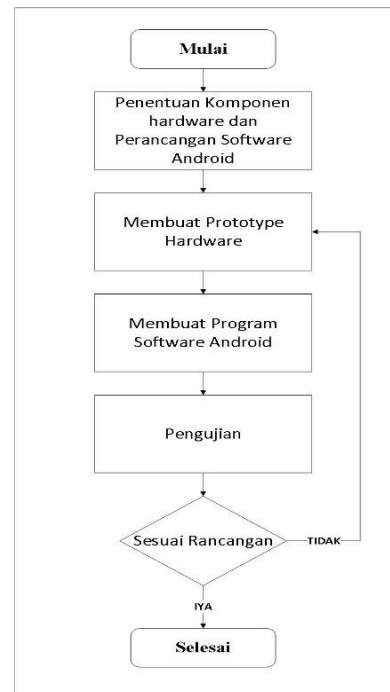 Mulai
Penentuan Komponen
hardware dan
Perancangan Software
Android
Membuat Prototype
Hardware
Membuat Program
Software Android
Pengujian
Sesuai Rancangan
TIDAK
IYA
Selesai